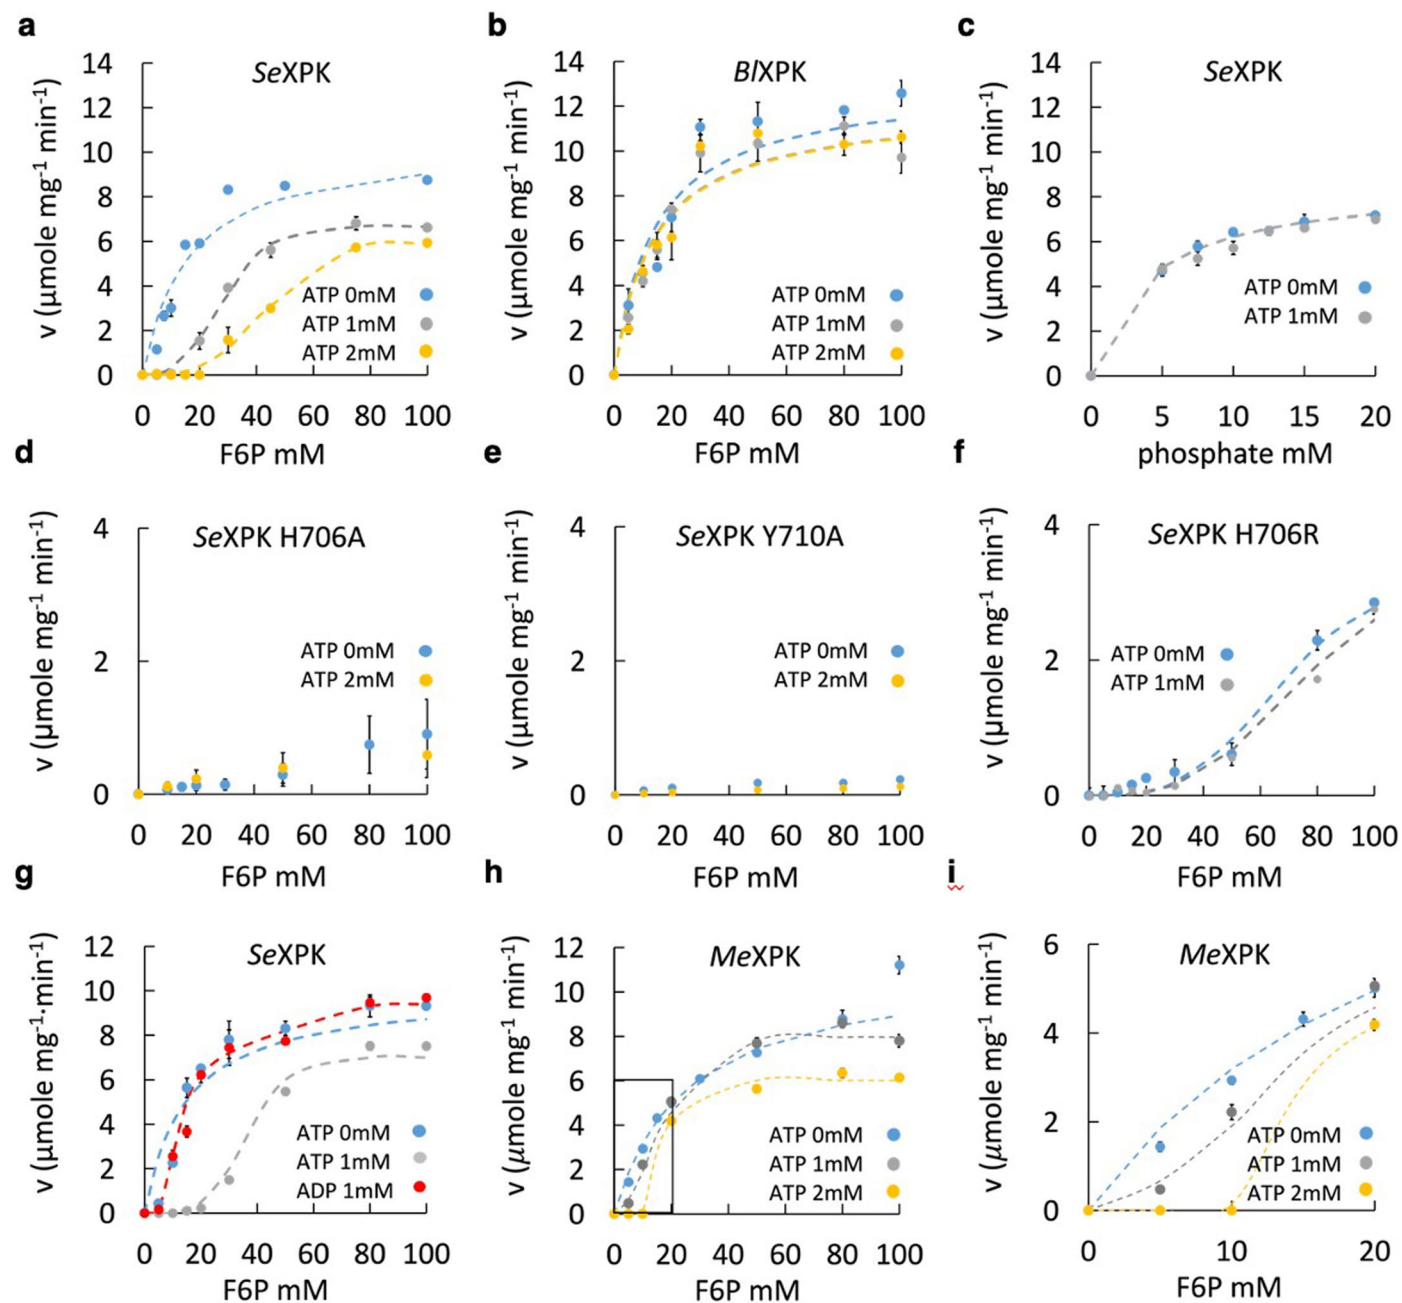 a
SeXPK
v (µmole mg-1 min-1)
14
12
10
8
6
4
2
0
ATP 0mM
ATP 1mM
ATP 2mM
0 20 40 60 80 100
F6P mM
b
BlXPK
v (µmole mg-1 min-1)
14
12
10
8
6
4
2
0
ATP 0mM
ATP 1mM
ATP 2mM
0 20 40 60 80 100
F6P mM
c
SeXPK
v (µmole mg-1 min-1)
14
12
10
8
6
4
2
0
ATP 0mM
ATP 1mM
0 5 10 15 20
phosphate mM
d
SeXPK H706A
v (µmole mg-1 min-1)
4
2
0
ATP 0mM
ATP 2mM
0 20 40 60 80 100
F6P mM
e
SeXPK Y710A
v (µmole mg-1 min-1)
4
2
0
ATP 0mM
ATP 2mM
0 20 40 60 80 100
F6P mM
f
SeXPK H706R
v (µmole mg-1 min-1)
4
2
0
ATP 0mM
ATP 1mM
0 20 40 60 80 100
F6P mM
g
SeXPK
v (µmole mg-1·min-1)
12
10
8
6
4
2
0
ATP 0mM
ATP 1mM
ADP 1mM
0 20 40 60 80 100
F6P mM
h
MeXPK
v (µmole mg-1 min-1)
12
10
8
6
4
2
0
ATP 0mM
ATP 1mM
ATP 2mM
0 20 40 60 80 100
F6P mM
i
MeXPK
v (µmole mg-1 min-1)
6
4
2
0
ATP 0mM
ATP 1mM
ATP 2mM
0 10 20
F6P mM